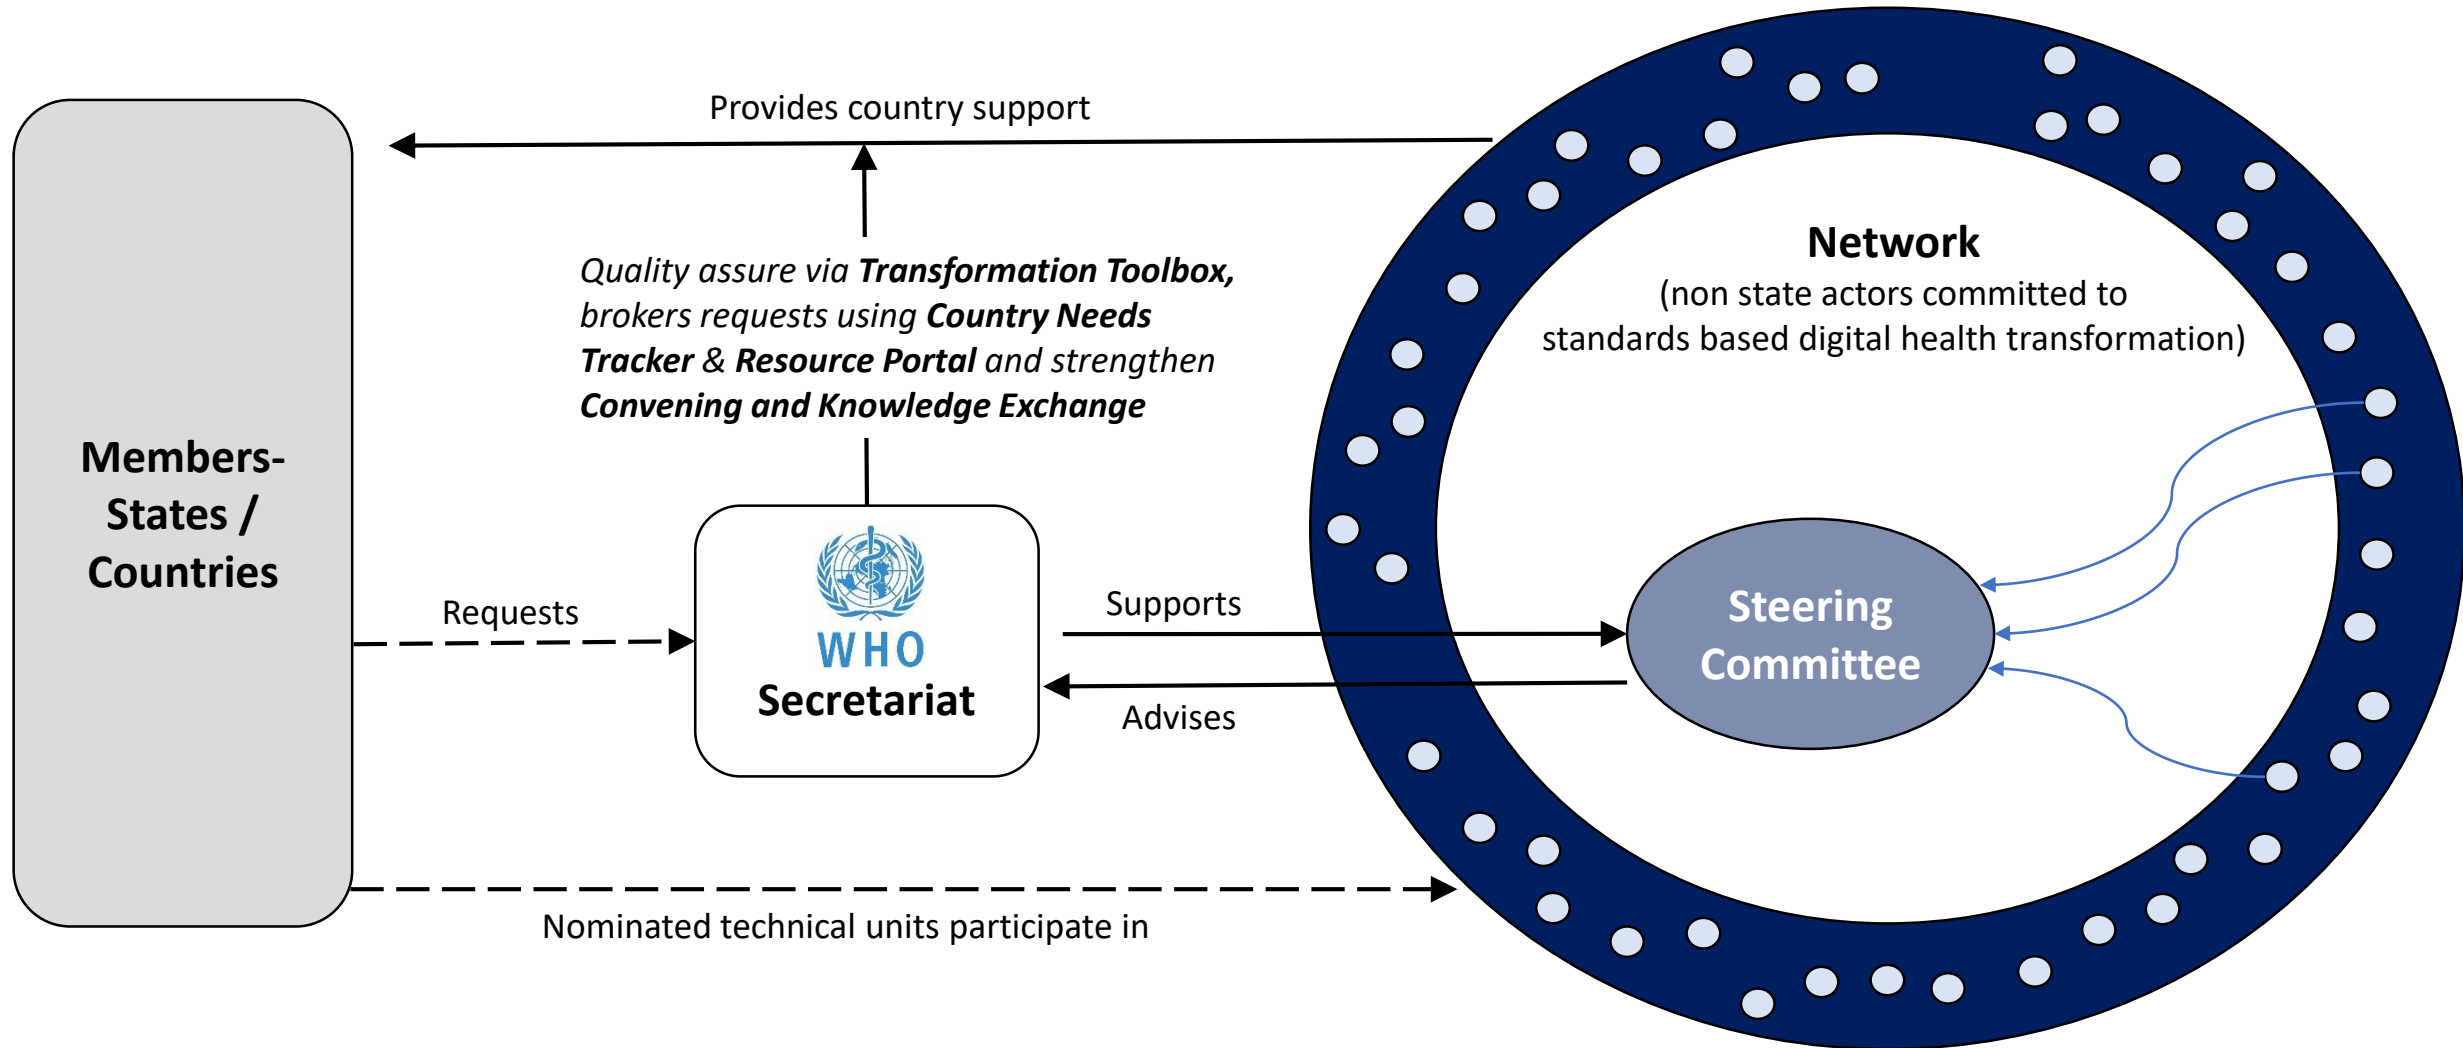 Provides country support
Quality assure via Transformation Toolbox,
brokers requests using Country Needs
Tracker & Resource Portal and strengthen
Convening and Knowledge Exchange
Members-
States /
Countries
Requests
WHO
Secretariat
Supports
Advises
Nominated technical units participate in
Network
(non state actors committed to
standards based digital health transformation)
Steering
Committee